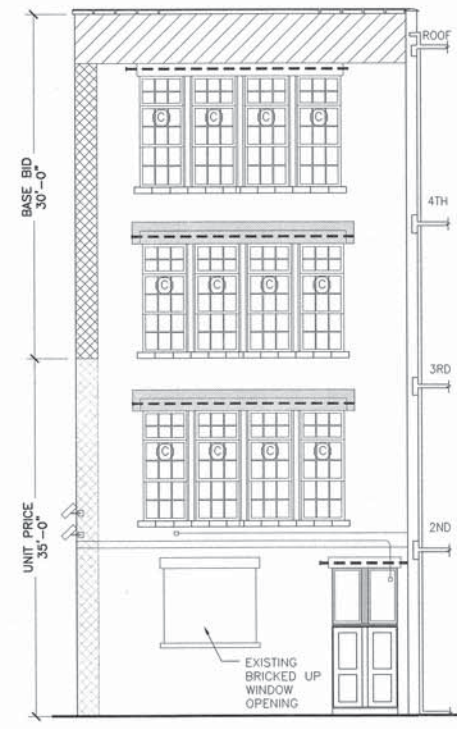 ROOF
BASE BID
30'-0"
C C C C
4TH
C C C C
3RD
C C C C
UNIT PRICE
35'-0"
2ND
EXISTING
BRICKED UP
WINDOW
OPENING